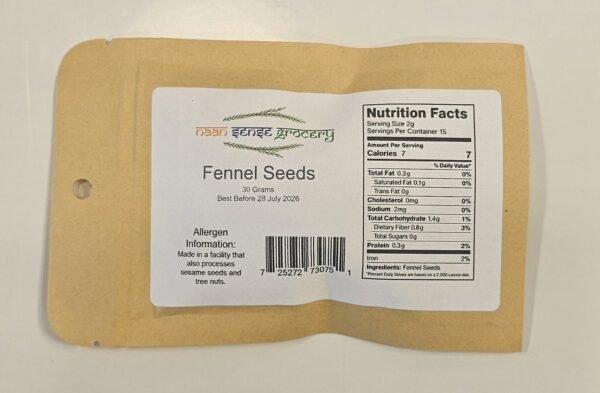 naan sense grocery
Fennel Seeds
30 Grams
Best Before 28 July 2026
Allergen
Information:
Made in a facility that
also processes
sesame seeds and
tree nuts.
7 25272 73075 1
Nutrition Facts
Serving Size 2g
Servings Per Container 15
Amount Per Serving
Calories 7 7
% Daily Value*
Total Fat 0.3g 0%
Saturated Fat 0.1g 0%
Trans Fat 0g
Cholesterol 0mg 0%
Sodium 2mg 0%
Total Carbohydrate 1.4g 1%
Dietary Fiber 0.8g 3%
Total Sugars 0g
Protein 0.3g 2%
Iron 2%
Ingredients: Fennel Seeds
*Percent Daily Values are based on a 2,000 calorie diet.